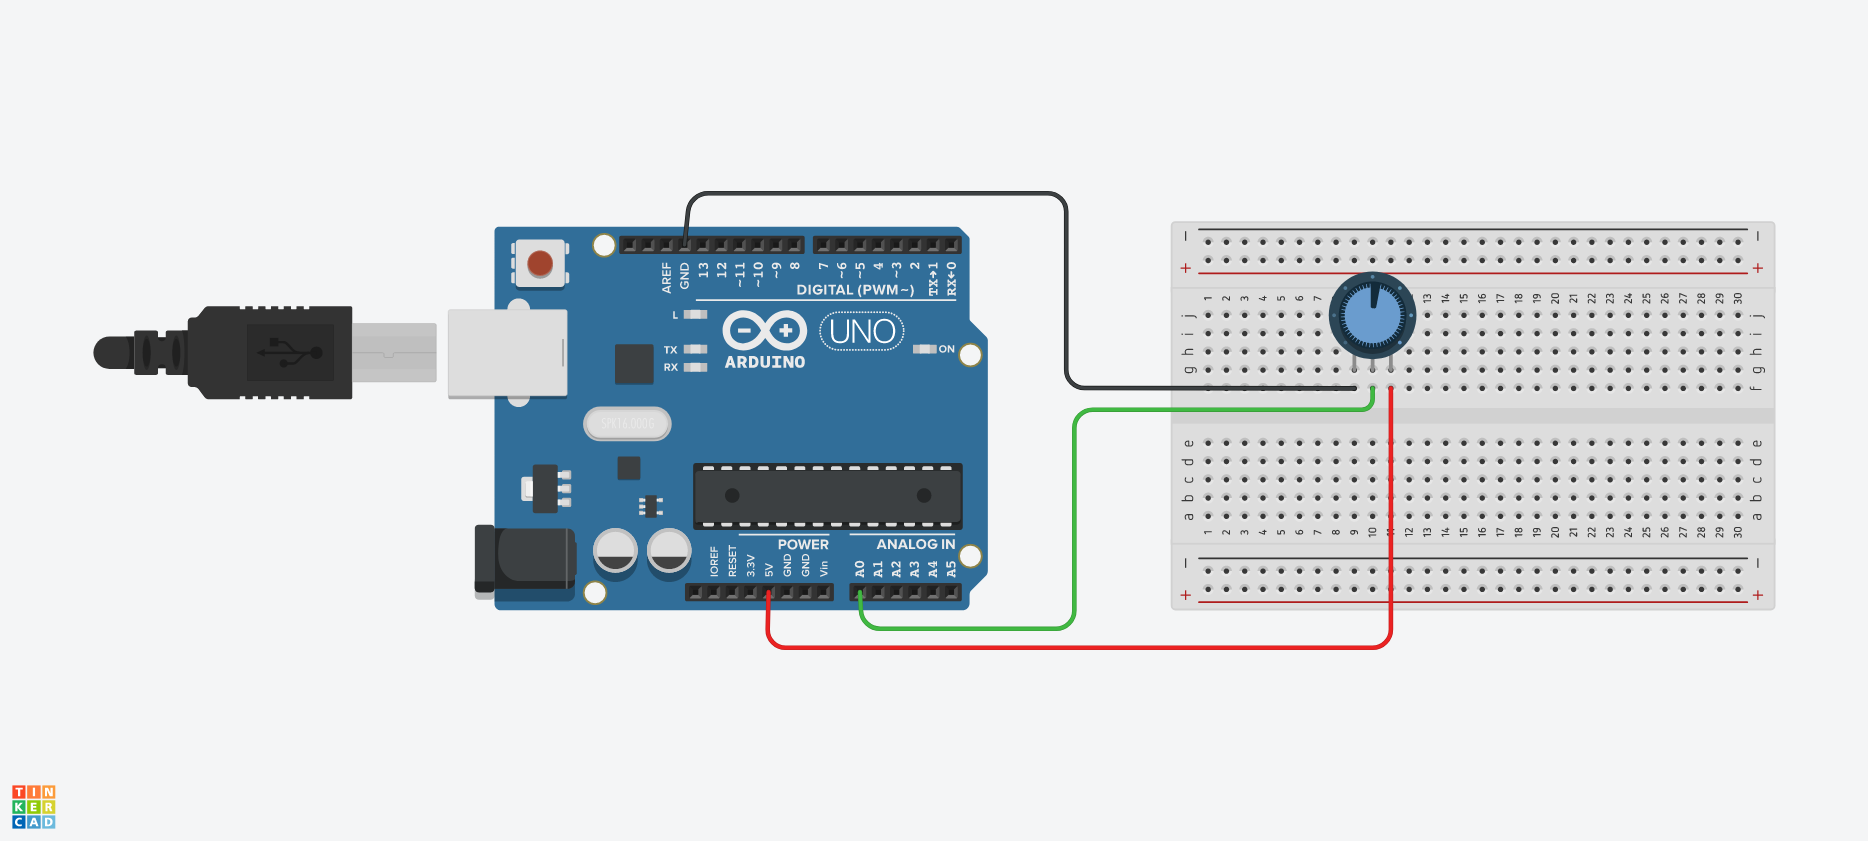 AREF
GND
13
12
~11
~10
~9
8
7
~6
~5
4
~3
2
TX→1
RX←0
DIGITAL (PWM~)
L
TX
RX
ARDUINO
UNO
ON
SPK16.000G
POWER
ANALOG IN
IOREF
RESET
3.3V
5V
GND
GND
Vin
A0
A1
A2
A3
A4
A5
− −
+ +
1 2 3 4 5 6 7 13 14 15 16 17 18 19 20 21 22 23 24 25 26 27 28 29 30
j j
i i
h h
g g
f f
e e
d d
c c
b b
a a
1 2 3 4 5 6 7 8 9 10 11 12 13 14 15 16 17 18 19 20 21 22 23 24 25 26 27 28 29 30
− −
+ +
TIN
KER
CAD